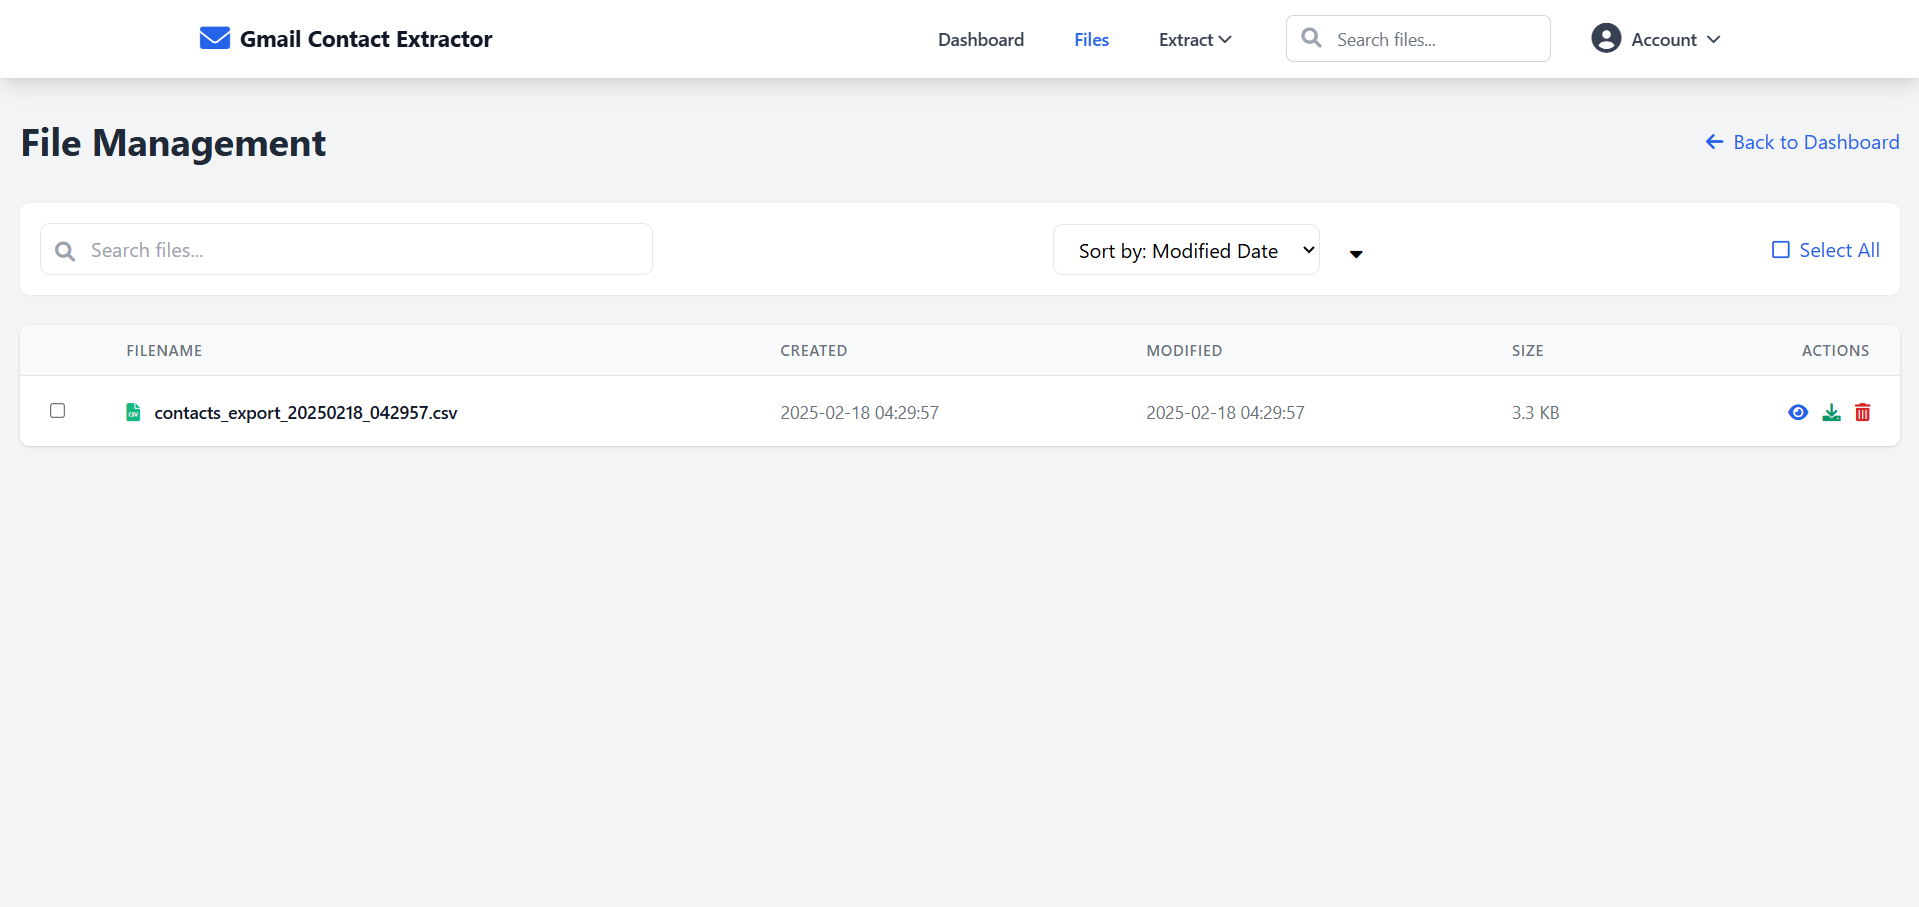 Gmail Contact Extractor
Dashboard
Files
Extract
Search files...
Account
File Management
Back to Dashboard
Search files...
Sort by: Modified Date
Select All
FILENAME CREATED MODIFIED SIZE ACTIONS
CSV contacts_export_20250218_042957.csv 2025-02-18 04:29:57 2025-02-18 04:29:57 3.3 KB